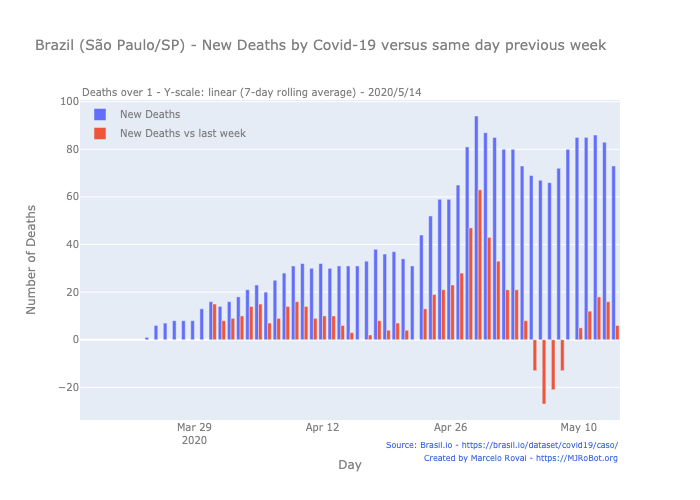 Brazil (São Paulo/SP) - New Deaths by Covid-19 versus same day previous week
Deaths over 1 - Y-scale: linear (7-day rolling average) - 2020/5/14
New Deaths
New Deaths vs last week
Number of Deaths
100
80
60
40
20
0
−20
Mar 29
2020
Apr 12
Apr 26
May 10
Day
Source: Brasil.io - https://brasil.io/dataset/covid19/caso/
Created by Marcelo Rovai - https://MJRoBot.org